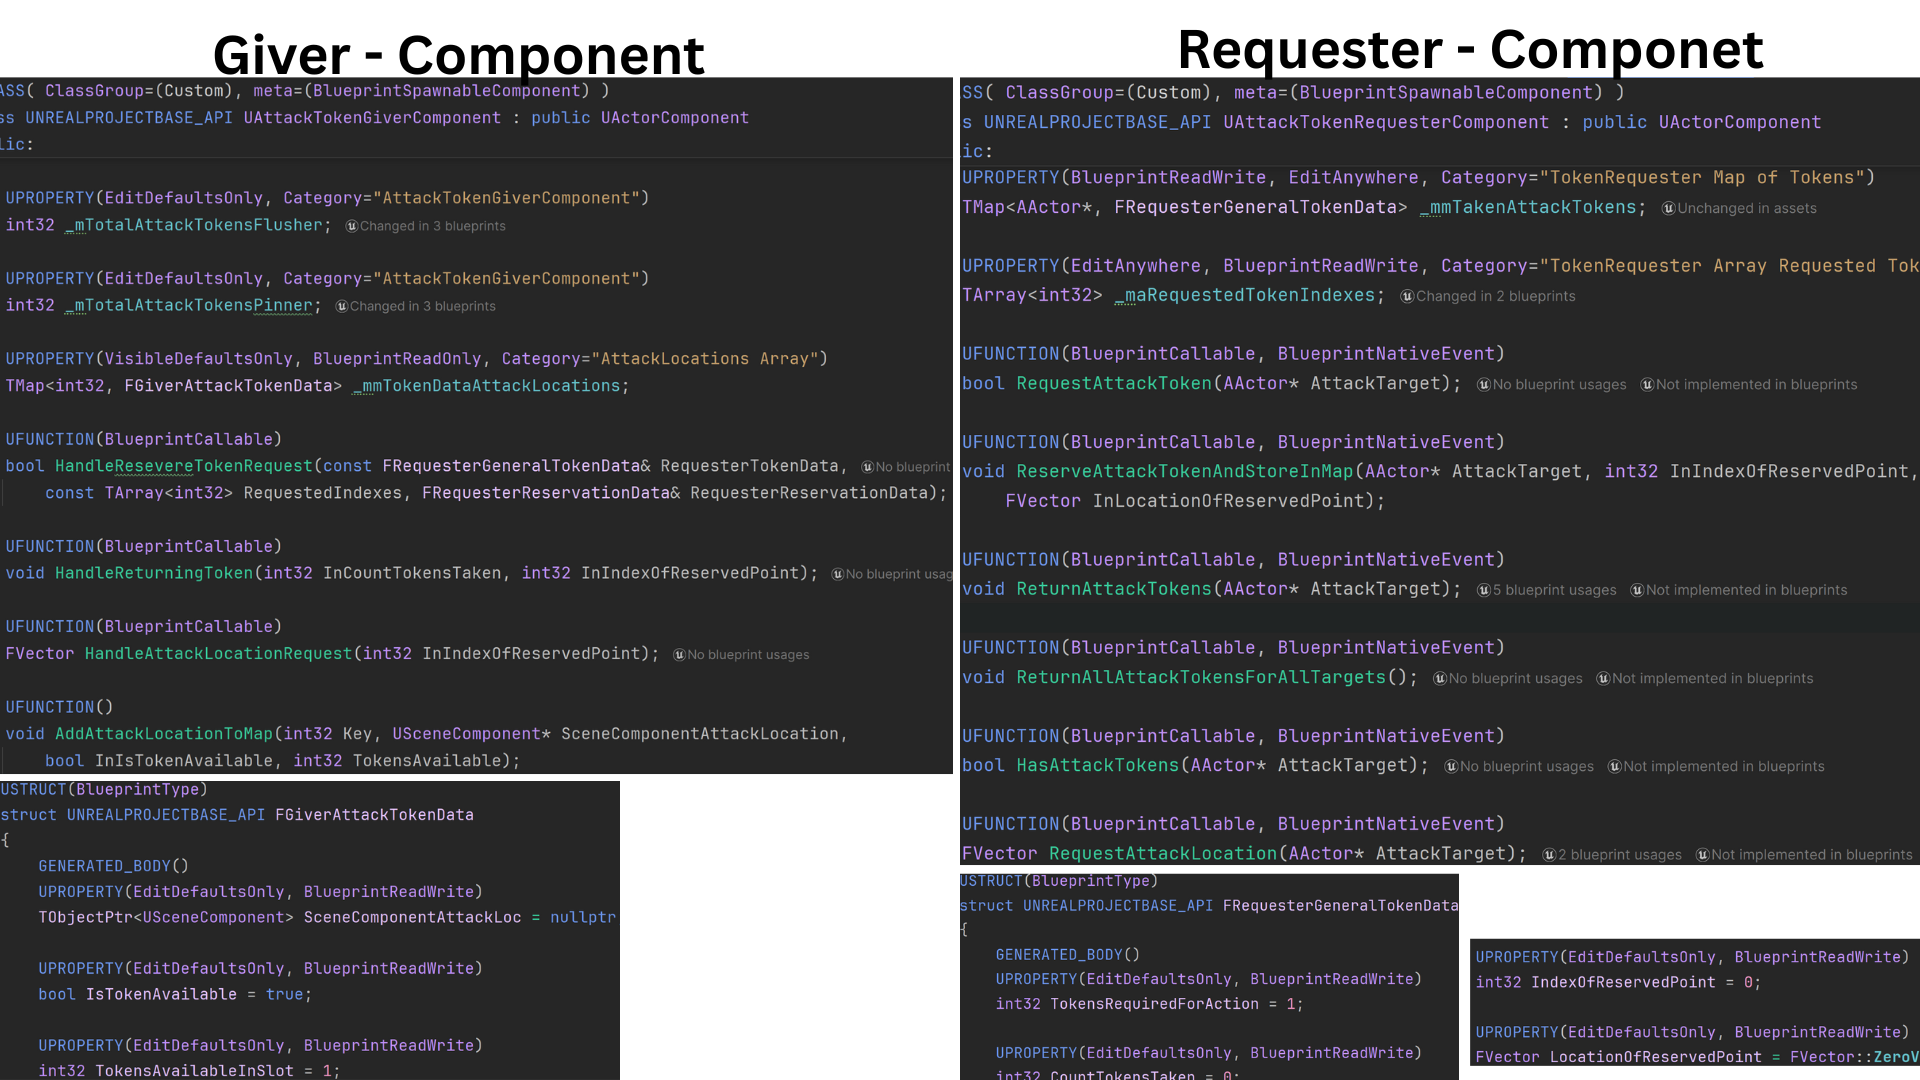 Giver - Component
ASS( ClassGroup=(Custom), meta=(BlueprintSpawnableComponent) )
ss UNREALPROJECTBASE_API UAttackTokenGiverComponent : public UActorComponent
lic:
UPROPERTY(EditDefaultsOnly, Category="AttackTokenGiverComponent")
int32 _mTotalAttackTokensFlusher; Changed in 3 blueprints
UPROPERTY(EditDefaultsOnly, Category="AttackTokenGiverComponent")
int32 _mTotalAttackTokensPinner; Changed in 3 blueprints
UPROPERTY(VisibleDefaultsOnly, BlueprintReadOnly, Category="AttackLocations Array")
TMap<int32, FGiverAttackTokenData> _mmTokenDataAttackLocations;
UFUNCTION(BlueprintCallable)
bool HandleResevereTokenRequest(const FRequesterGeneralTokenData& RequesterTokenData, No blueprint
const TArray<int32> RequestedIndexes, FRequesterReservationData& RequesterReservationData);
UFUNCTION(BlueprintCallable)
void HandleReturningToken(int32 InCountTokensTaken, int32 InIndexOfReservedPoint); No blueprint usag
UFUNCTION(BlueprintCallable)
FVector HandleAttackLocationRequest(int32 InIndexOfReservedPoint); No blueprint usages
UFUNCTION()
void AddAttackLocationToMap(int32 Key, USceneComponent* SceneComponentAttackLocation,
bool InIsTokenAvailable, int32 TokensAvailable);
USTRUCT(BlueprintType)
struct UNREALPROJECTBASE_API FGiverAttackTokenData
{
GENERATED_BODY()
UPROPERTY(EditDefaultsOnly, BlueprintReadWrite)
TObjectPtr<USceneComponent> SceneComponentAttackLoc = nullptr
UPROPERTY(EditDefaultsOnly, BlueprintReadWrite)
bool IsTokenAvailable = true;
UPROPERTY(EditDefaultsOnly, BlueprintReadWrite)
int32 TokensAvailableInSlot = 1;
Requester - Componet
SS( ClassGroup=(Custom), meta=(BlueprintSpawnableComponent) )
s UNREALPROJECTBASE_API UAttackTokenRequesterComponent : public UActorComponent
ic:
UPROPERTY(BlueprintReadWrite, EditAnywhere, Category="TokenRequester Map of Tokens")
TMap<AActor*, FRequesterGeneralTokenData> _mmTakenAttackTokens; Unchanged in assets
UPROPERTY(EditAnywhere, BlueprintReadWrite, Category="TokenRequester Array Requested Tok
TArray<int32> _maRequestedTokenIndexes; Changed in 2 blueprints
UFUNCTION(BlueprintCallable, BlueprintNativeEvent)
bool RequestAttackToken(AActor* AttackTarget); No blueprint usages Not implemented in blueprints
UFUNCTION(BlueprintCallable, BlueprintNativeEvent)
void ReserveAttackTokenAndStoreInMap(AActor* AttackTarget, int32 InIndexOfReservedPoint,
FVector InLocationOfReservedPoint);
UFUNCTION(BlueprintCallable, BlueprintNativeEvent)
void ReturnAttackTokens(AActor* AttackTarget); 5 blueprint usages Not implemented in blueprints
UFUNCTION(BlueprintCallable, BlueprintNativeEvent)
void ReturnAllAttackTokensForAllTargets(); No blueprint usages Not implemented in blueprints
UFUNCTION(BlueprintCallable, BlueprintNativeEvent)
bool HasAttackTokens(AActor* AttackTarget); No blueprint usages Not implemented in blueprints
UFUNCTION(BlueprintCallable, BlueprintNativeEvent)
FVector RequestAttackLocation(AActor* AttackTarget); 2 blueprint usages Not implemented in blueprints
USTRUCT(BlueprintType)
struct UNREALPROJECTBASE_API FRequesterGeneralTokenData
{
GENERATED_BODY()
UPROPERTY(EditDefaultsOnly, BlueprintReadWrite)
int32 TokensRequiredForAction = 1;
UPROPERTY(EditDefaultsOnly, BlueprintReadWrite)
int32 CountTokensTaken = 0;
UPROPERTY(EditDefaultsOnly, BlueprintReadWrite)
int32 IndexOfReservedPoint = 0;
UPROPERTY(EditDefaultsOnly, BlueprintReadWrite)
FVector LocationOfReservedPoint = FVector::ZeroV